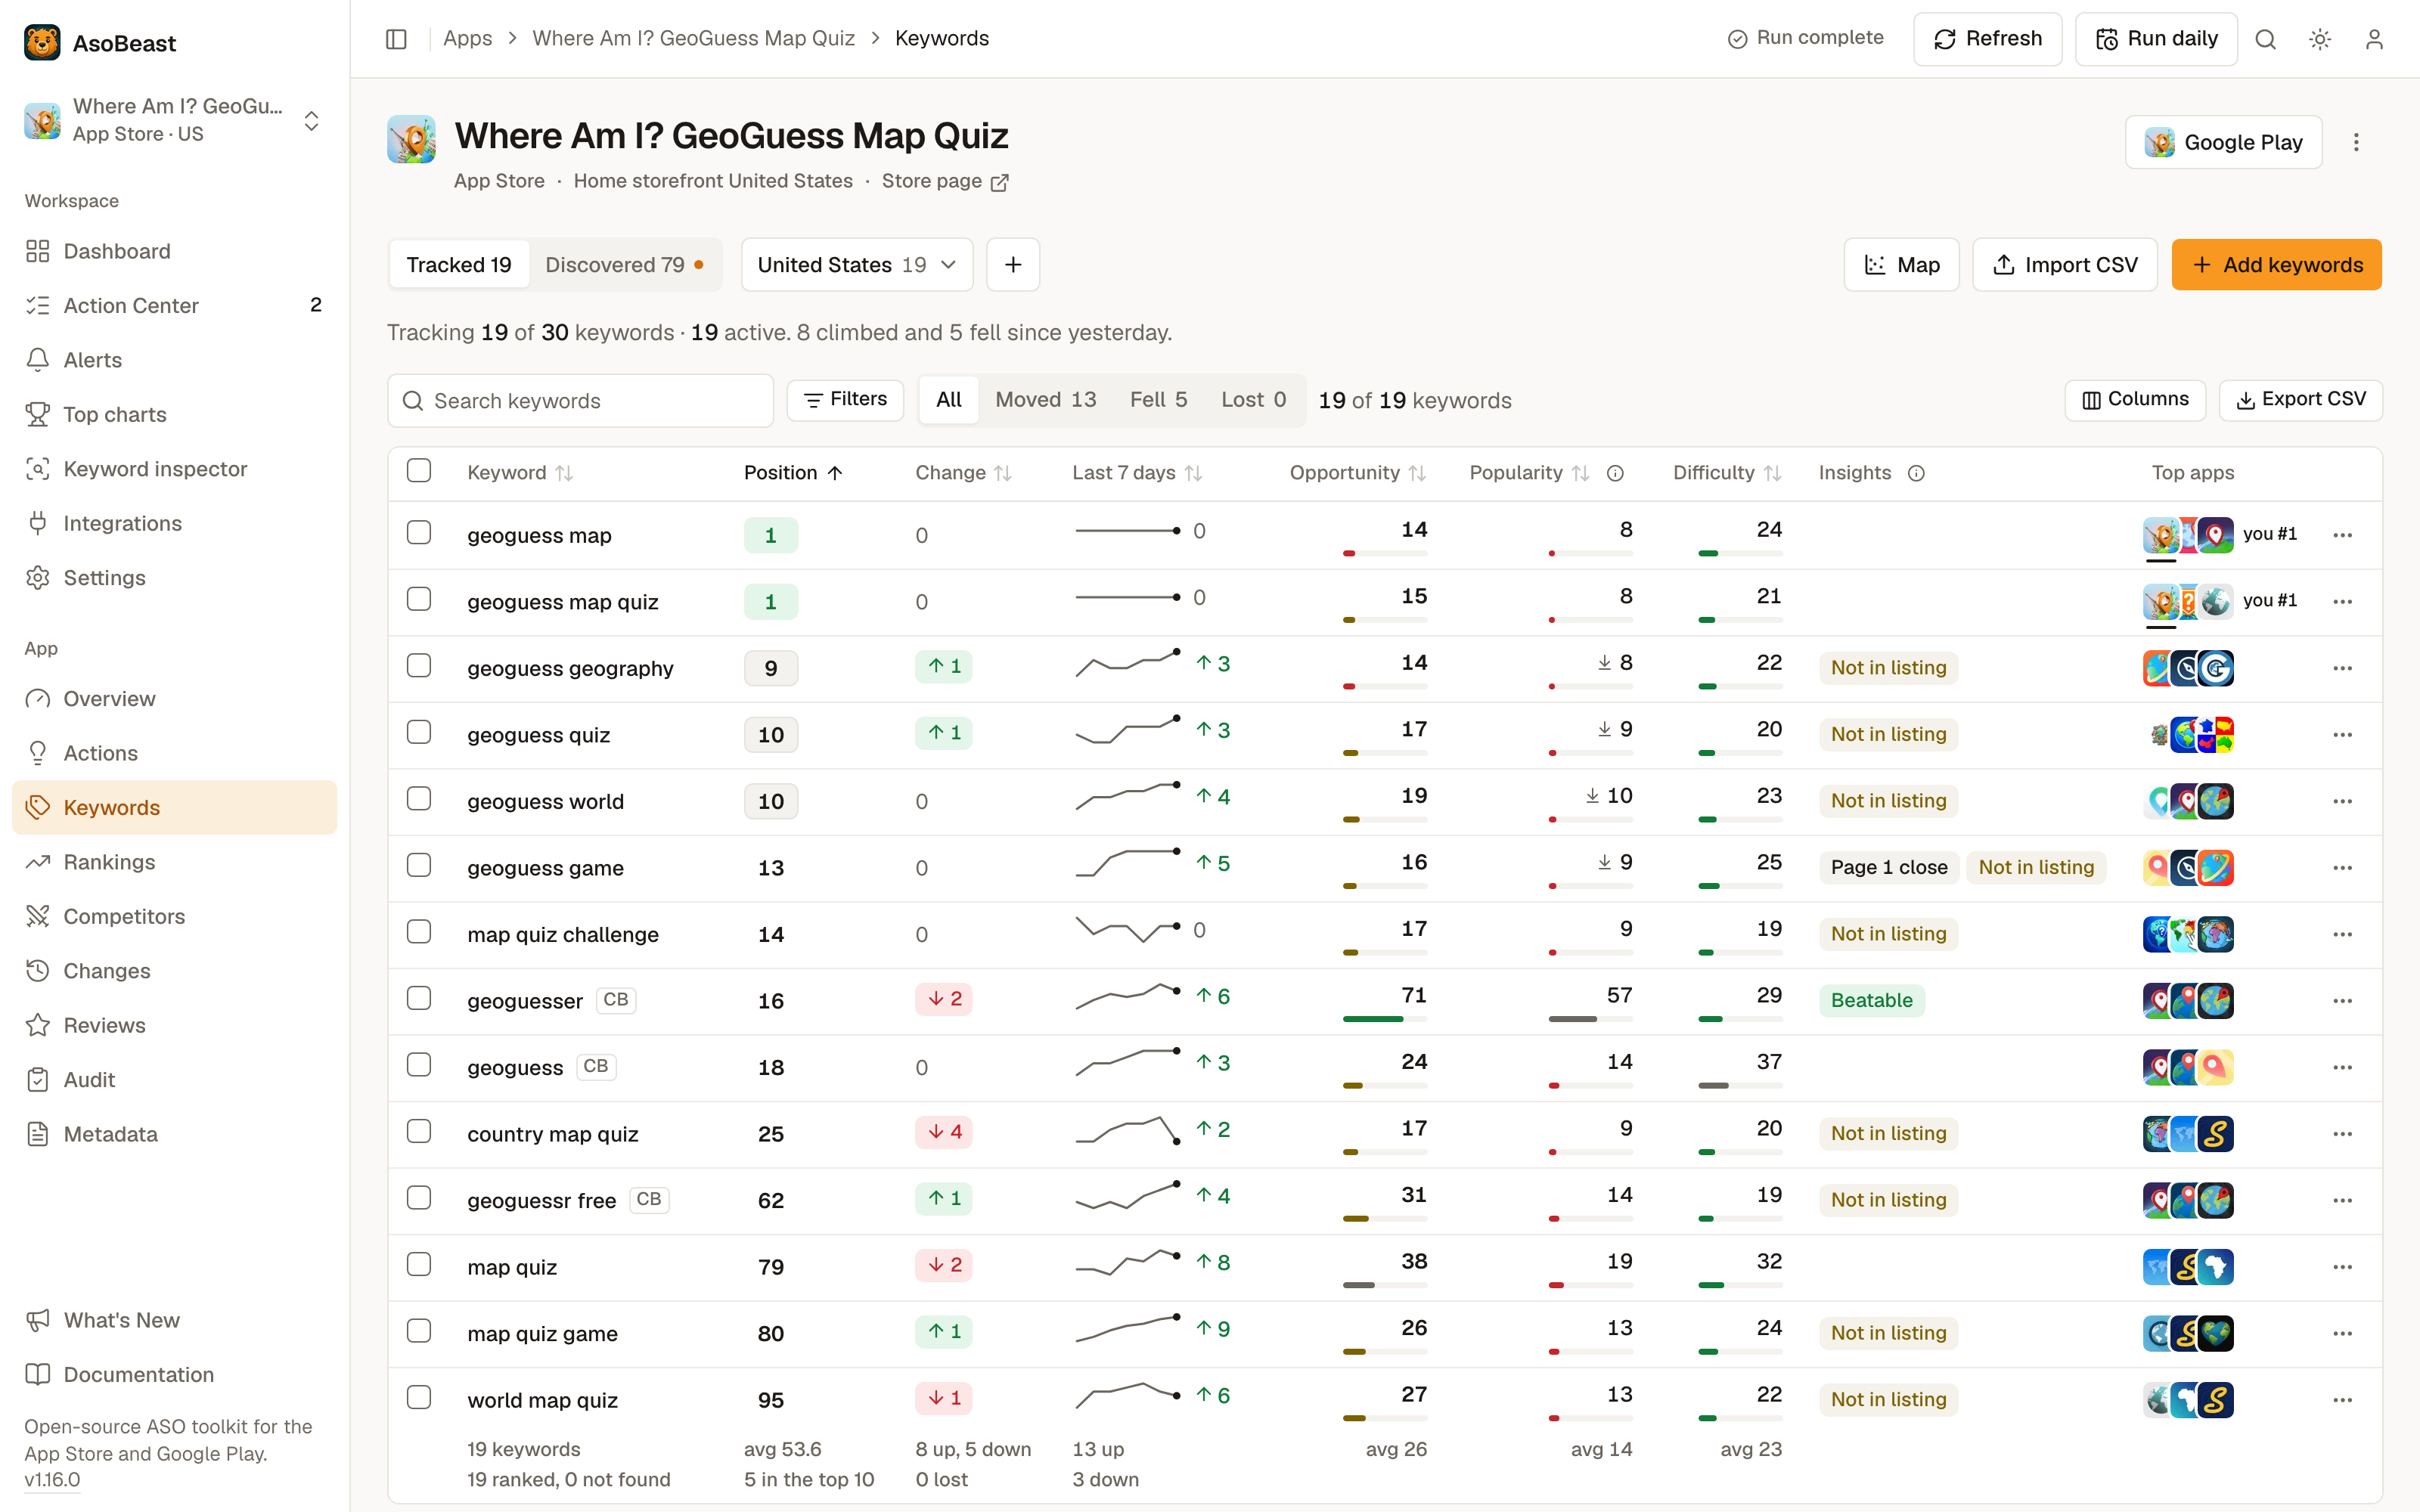 AsoBeast
Where Am I? GeoGu...
App Store · US
Workspace
Dashboard
Action Center 2
Alerts
Top charts
Keyword inspector
Integrations
Settings
App
Overview
Actions
Keywords
Rankings
Competitors
Changes
Reviews
Audit
Metadata
What's New
Documentation
Open-source ASO toolkit for the
App Store and Google Play.
v1.16.0
Apps > Where Am I? GeoGuess Map Quiz > Keywords
Run complete Refresh Run daily
Where Am I? GeoGuess Map Quiz
App Store · Home storefront United States · Store page
Google Play
Tracked 19 Discovered 79 United States 19 +
Map Import CSV + Add keywords
Tracking 19 of 30 keywords · 19 active. 8 climbed and 5 fell since yesterday.
Search keywords Filters All Moved 13 Fell 5 Lost 0 19 of 19 keywords Columns Export CSV
Keyword Position Change Last 7 days Opportunity Popularity Difficulty Insights Top apps
geoguess map 1 0 0 14 8 24 you #1
geoguess map quiz 1 0 0 15 8 21 you #1
geoguess geography 9 ↑ 1 ↑ 3 14 8 22 Not in listing
geoguess quiz 10 ↑ 1 ↑ 3 17 9 20 Not in listing
geoguess world 10 0 ↑ 4 19 10 23 Not in listing
geoguess game 13 0 ↑ 5 16 9 25 Page 1 close Not in listing
map quiz challenge 14 0 0 17 9 19 Not in listing
geoguesser CB 16 ↓ 2 ↑ 6 71 57 29 Beatable
geoguess CB 18 0 ↑ 3 24 14 37
country map quiz 25 ↓ 4 ↑ 2 17 9 20 Not in listing
geoguessr free CB 62 ↑ 1 ↑ 4 31 14 19 Not in listing
map quiz 79 ↓ 2 ↑ 8 38 19 32
map quiz game 80 ↑ 1 ↑ 9 26 13 24 Not in listing
world map quiz 95 ↓ 1 ↑ 6 27 13 22 Not in listing
19 keywords avg 53.6 8 up, 5 down 13 up avg 26 avg 14 avg 23
19 ranked, 0 not found 5 in the top 10 0 lost 3 down